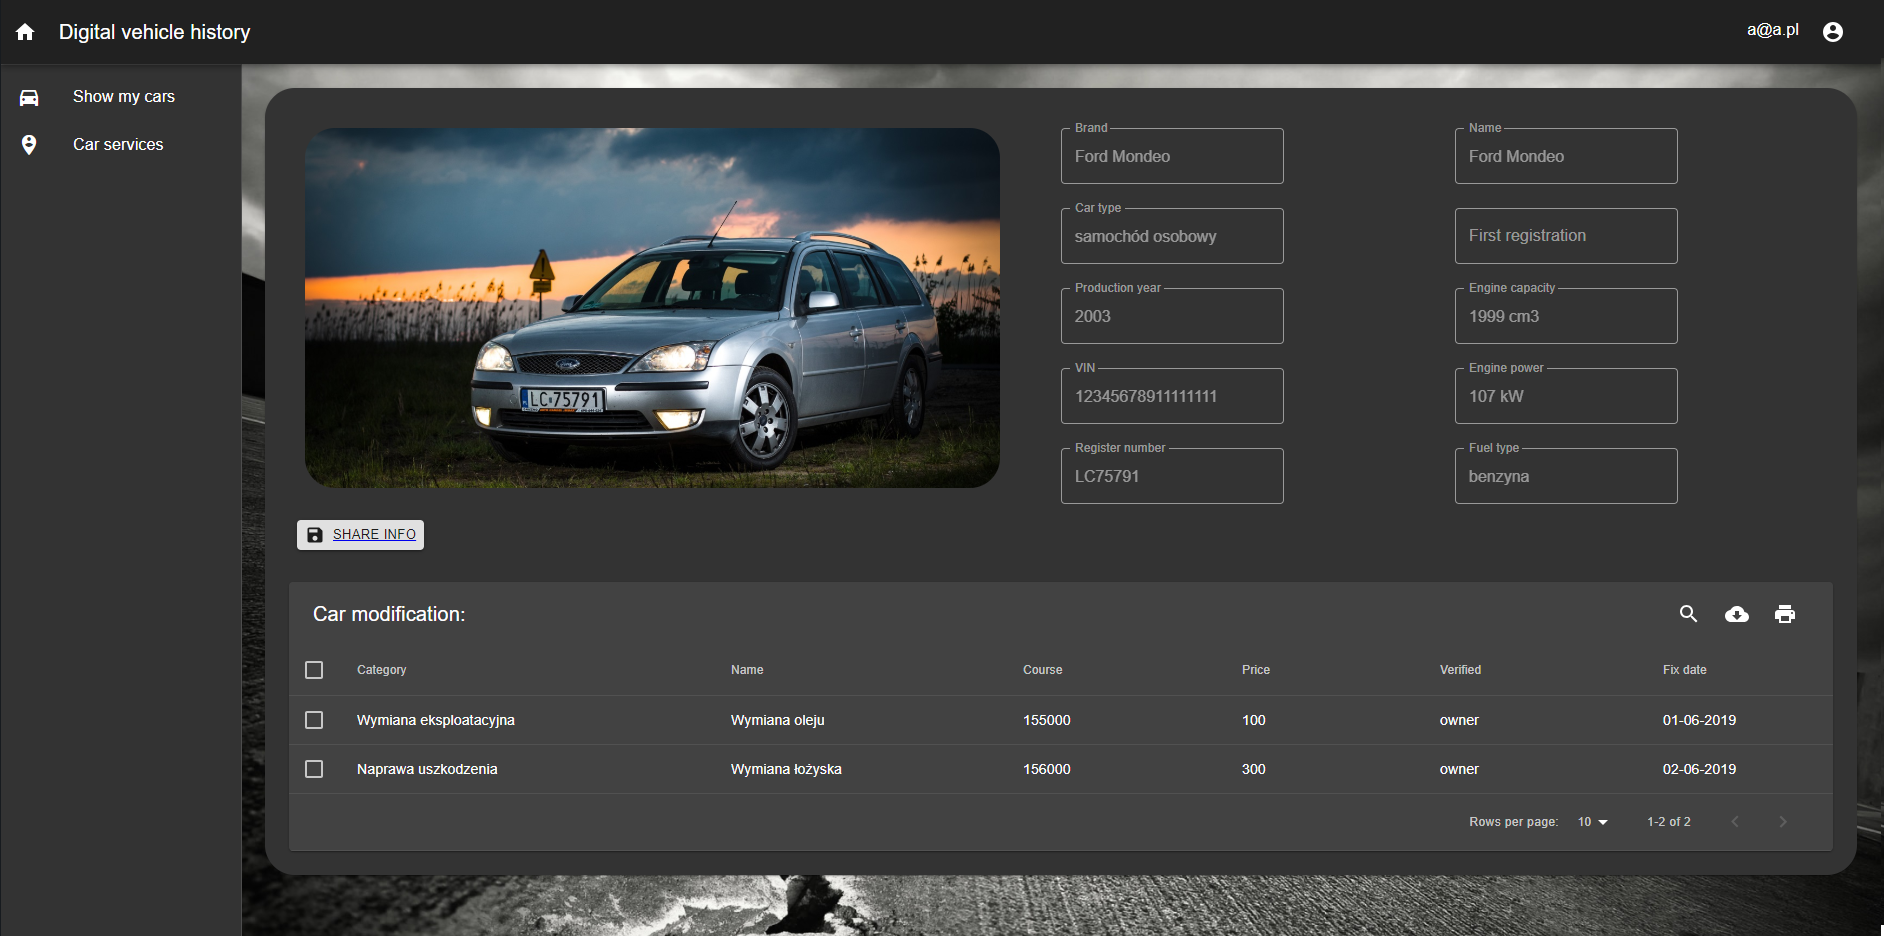 Digital vehicle history
a@a.pl
Show my cars
Car services
Brand
Ford Mondeo
Name
Ford Mondeo
Car type
samochód osobowy
First registration
Production year
2003
Engine capacity
1999 cm3
VIN
12345678911111111
Engine power
107 kW
Register number
LC75791
Fuel type
benzyna
Ford
LC 75791
SHARE INFO
Car modification:
Category Name Course Price Verified Fix date
Wymiana eksploatacyjna Wymiana oleju 155000 100 owner 01-06-2019
Naprawa uszkodzenia Wymiana łożyska 156000 300 owner 02-06-2019
Rows per page: 10 1-2 of 2